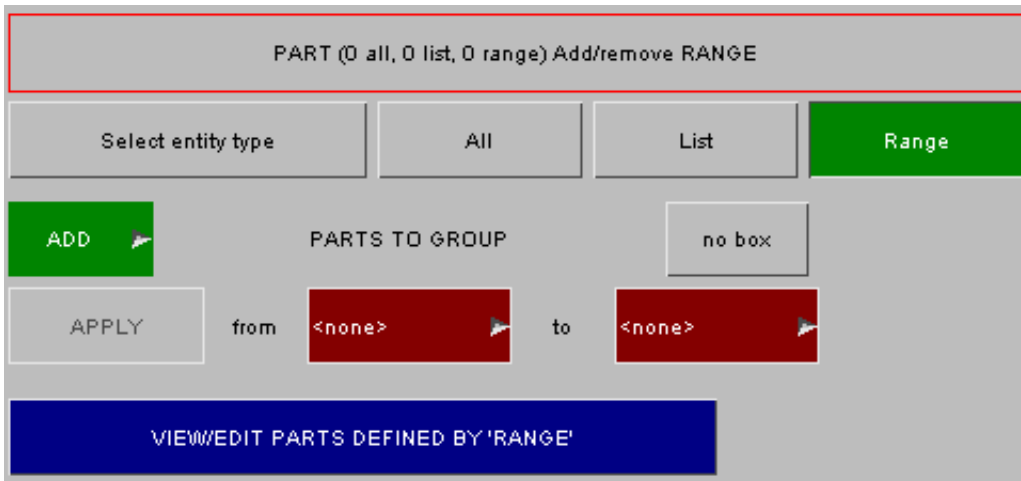 PART (0 all, 0 list, 0 range) Add/remove RANGE
Select entity type All List Range
ADD PARTS TO GROUP no box
APPLY from <none> to <none>
VIEW/EDIT PARTS DEFINED BY 'RANGE'